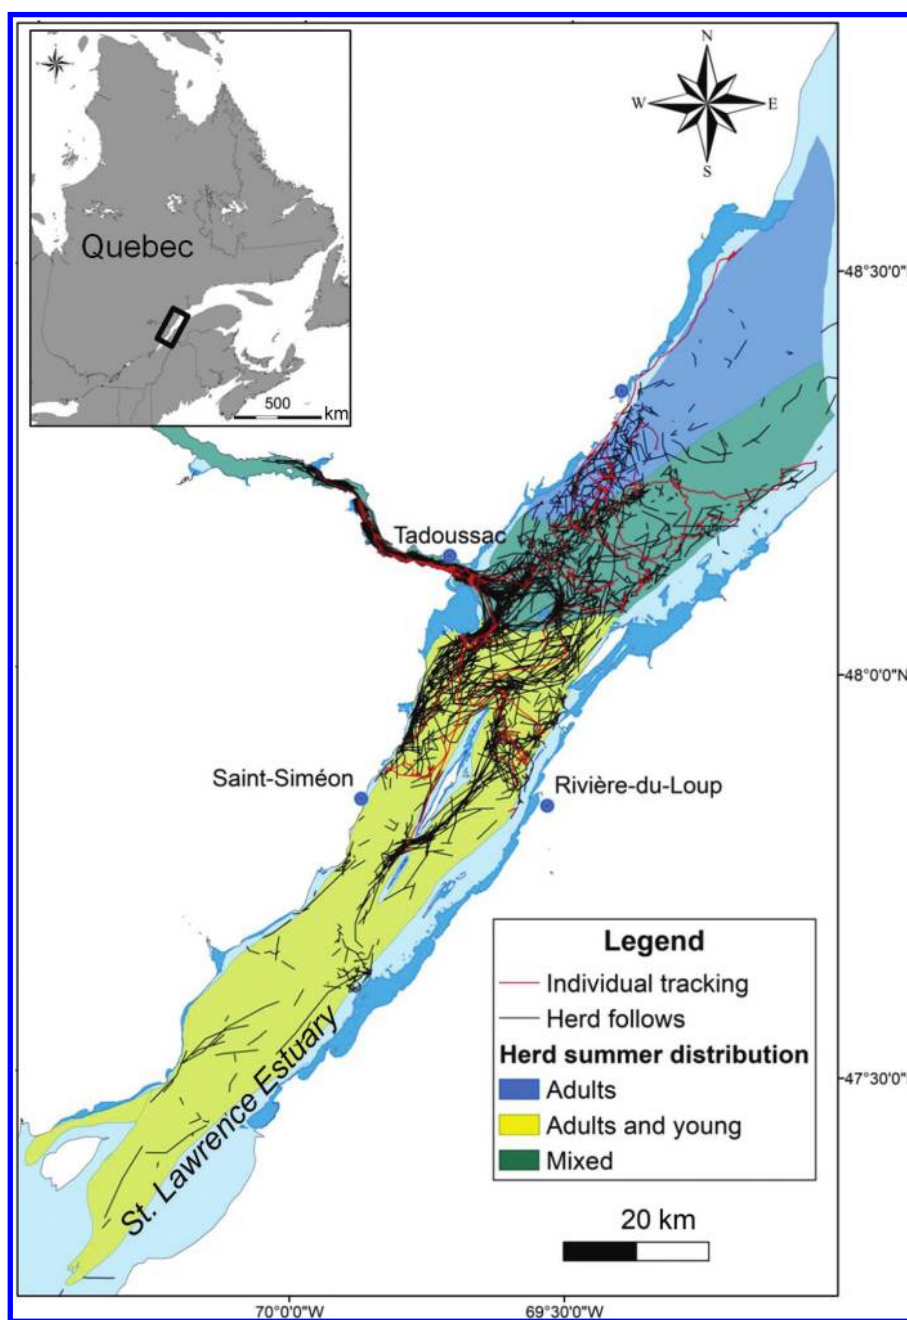 N
W E
S
Quebec
500
km
48°30'0"N
Tadoussac
48°0'0"N
Saint-Siméon
Rivière-du-Loup
Legend
Individual tracking
Herd follows
Herd summer distribution
Adults
Adults and young
Mixed
47°30'0"N
St. Lawrence Estuary
20 km
70°0'0"W 69°30'0"W